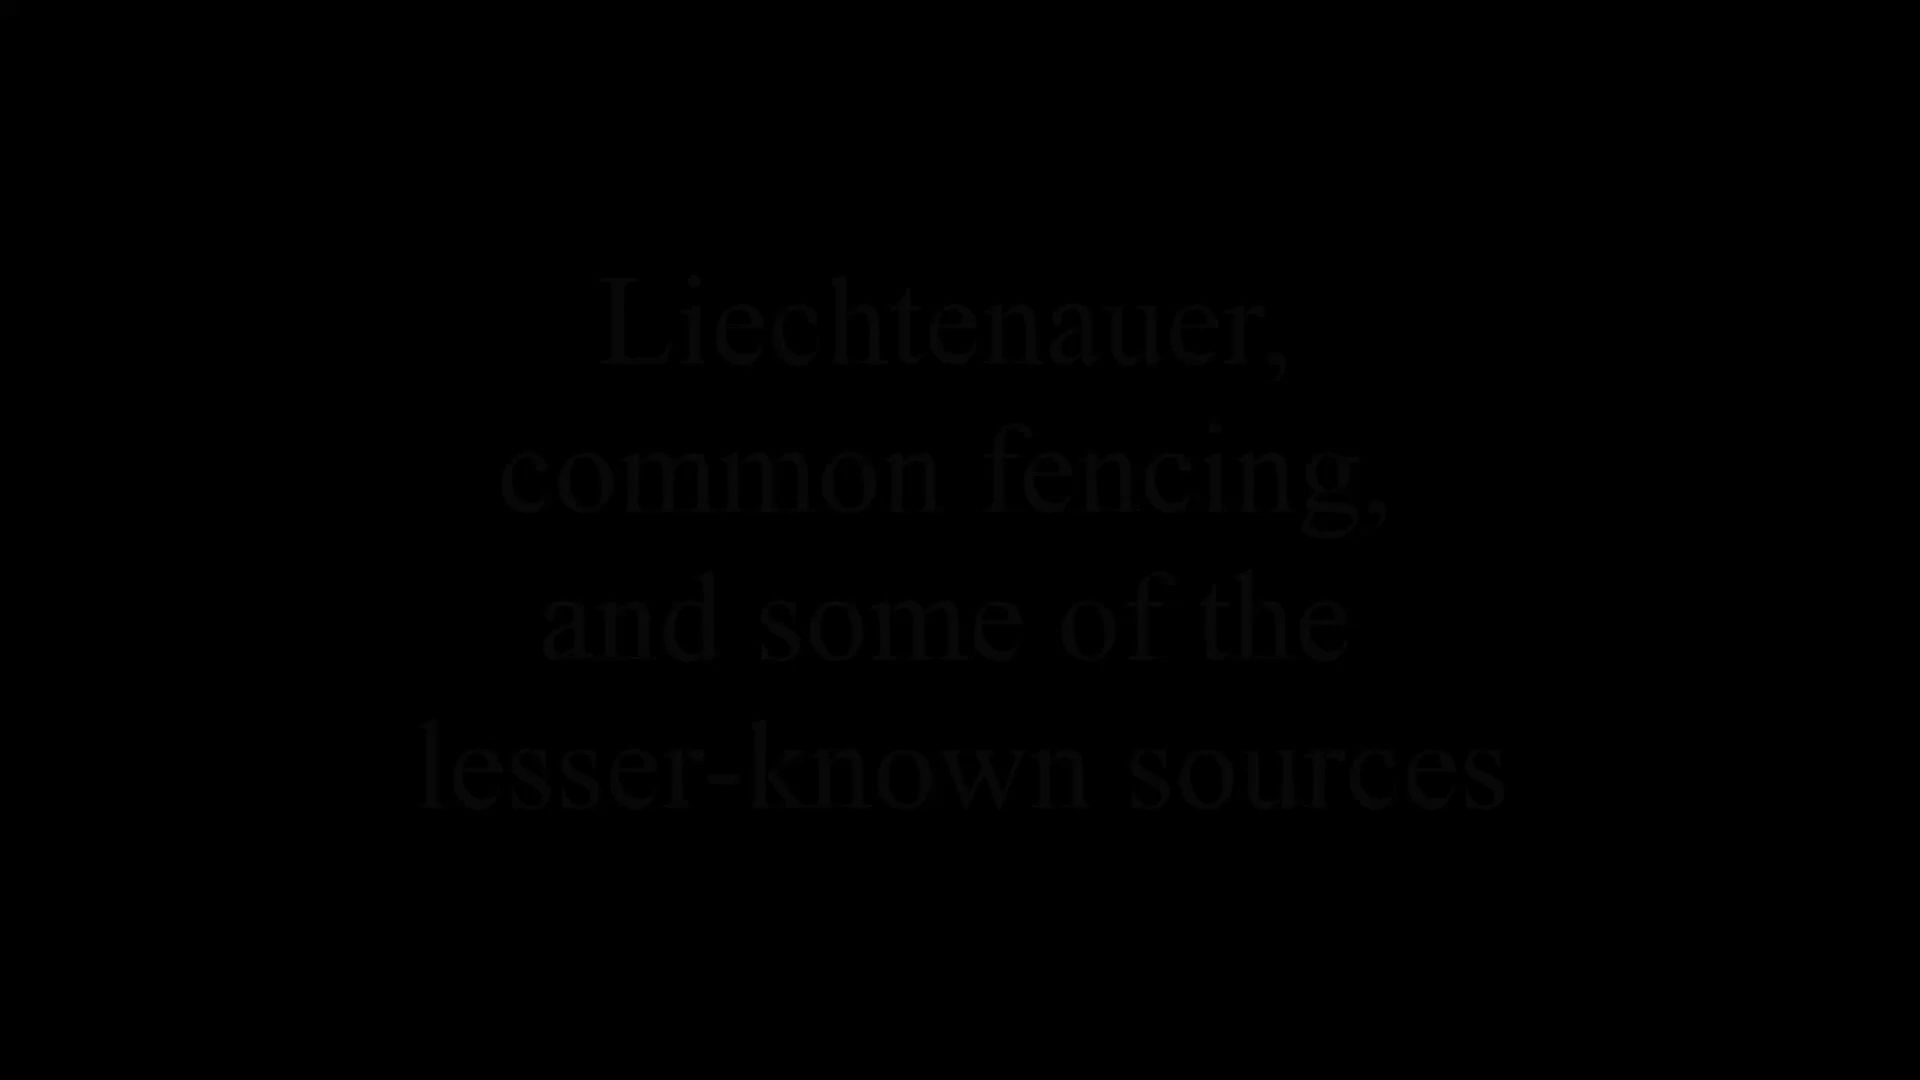 Liechtenauer,
common fencing,
and some of the
lesser-known sources